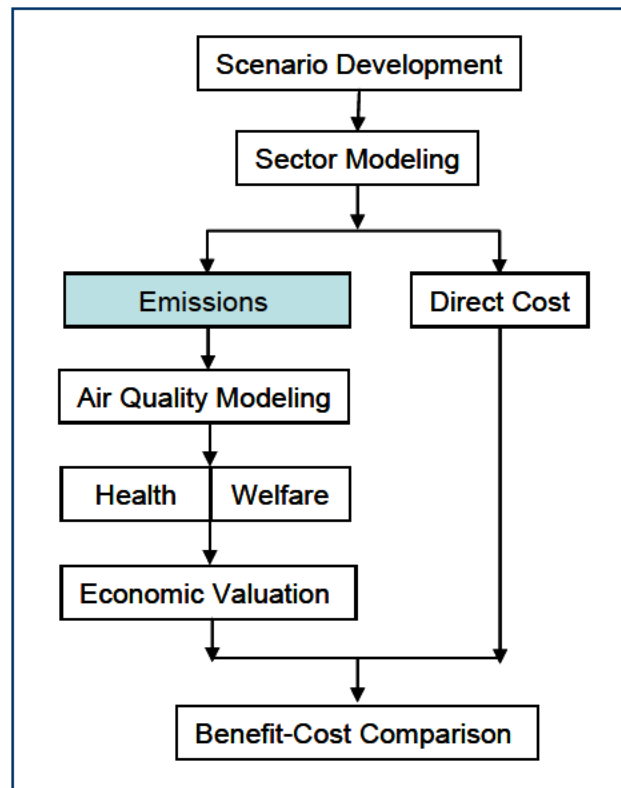 Scenario Development
Sector Modeling
Emissions
Direct Cost
Air Quality Modeling
Health
Welfare
Economic Valuation
Benefit-Cost Comparison